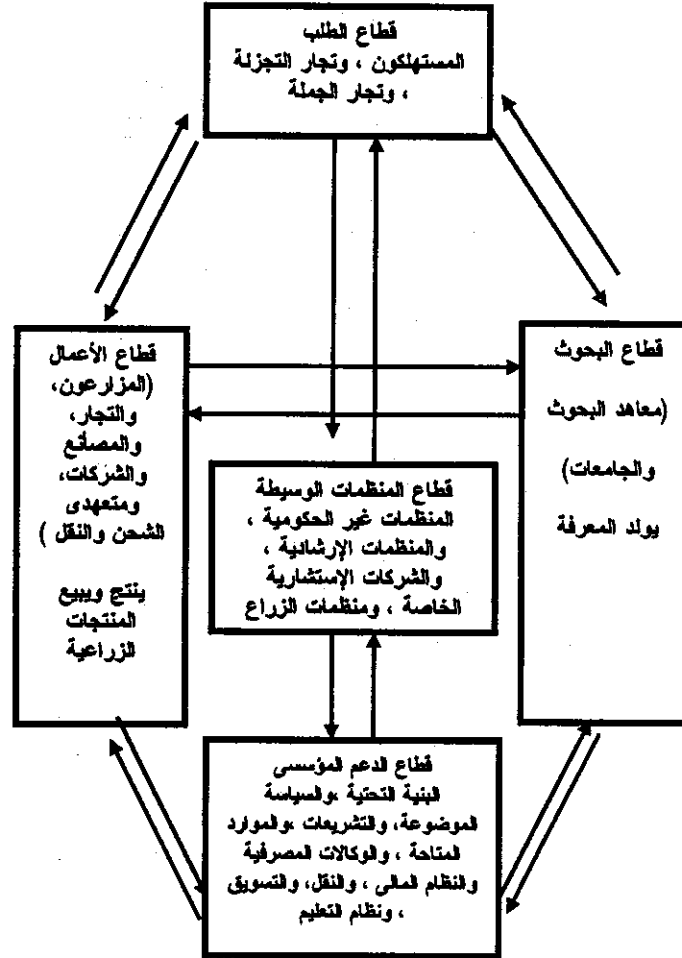 قطاع الطلب
المستهلكون ، وتجار التجزئة
، وتجار الجملة
قطاع البحوث
(معاهد البحوث
والجامعات)
يولد المعرفة
قطاع الأعمال
(المزارعون،
والتجار،
والمصانع
والشركات،
ومتعهدى
الشحن والنقل )
ينتج ويبيع
المنتجات
الزراعية
قطاع المنظمات الوسيطة
المنظمات غير الحكومية ،
والمنظمات الإرشادية ،
والشركات الإستشارية
الخاصة ، ومنظمات الزراع
قطاع الدعم المؤسسى
البنية التحتية ،والسياسة
الموضوعة، والتشريعات ،والموارد
المتاحة ، والوكالات المصرفية
والنظام المالى ، والنقل، والتسويق
، ونظام التعليم